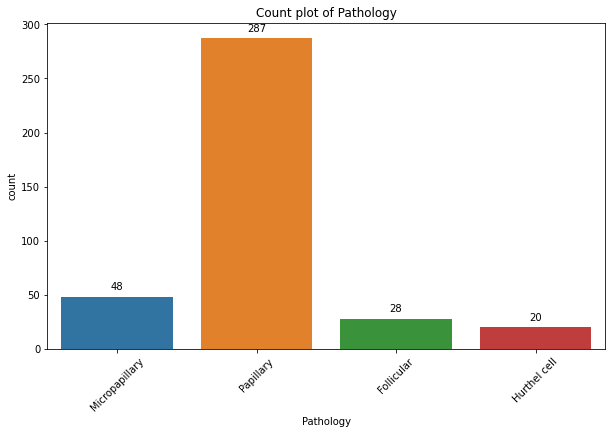 Count plot of Pathology
300
250
200
150
100
50
0
count
48
287
28
20
Micropapillary
Papillary
Follicular
Hurthel cell
Pathology